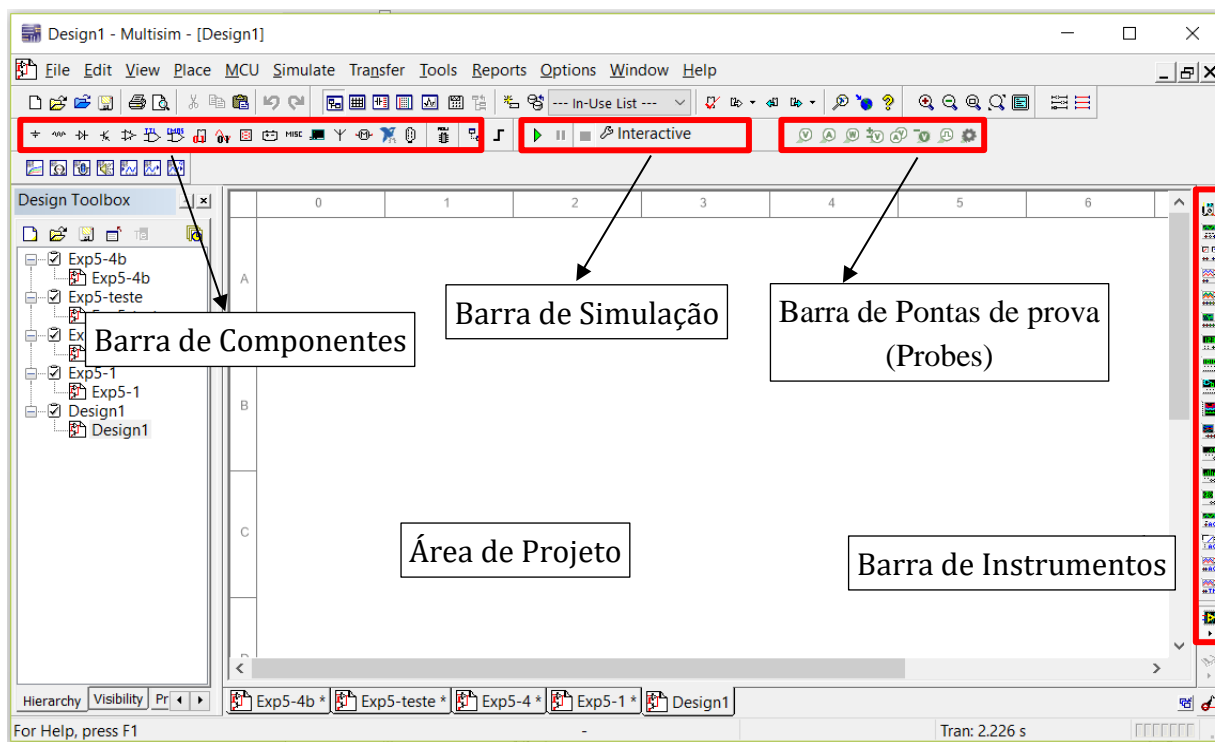 Design1 - Multisim - [Design1]
File Edit View Place MCU Simulate Transfer Tools Reports Options Window Help
--- In-Use List ---
MISC
Interactive
Design Toolbox
0 1 2 3 4 5 6
Exp5-4b
Exp5-4b
Exp5-teste
Ex
Exp5-1
Exp5-1
Design1
Design1
A
B
C
Barra de Componentes
Barra de Simulação
Barra de Pontas de prova
(Probes)
Área de Projeto
Barra de Instrumentos
Hierarchy Visibility Pr
Exp5-4b * Exp5-teste * Exp5-4 * Exp5-1 * Design1
For Help, press F1
-
Tran: 2.226 s